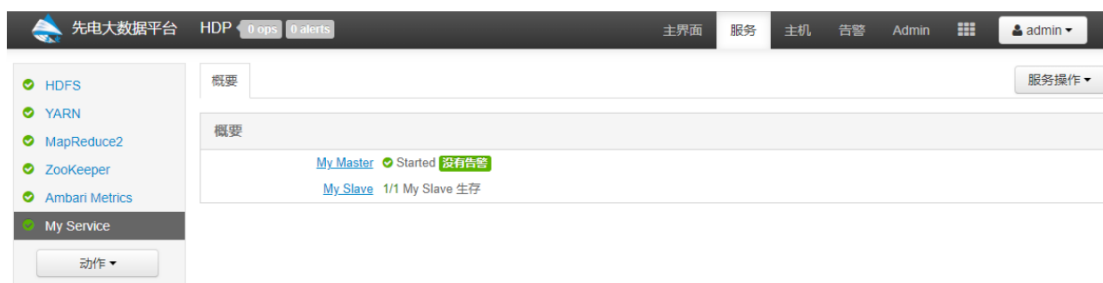 先电大数据平台 HDP 0 ops 0 alerts 主界面 服务 主机 告警 Admin admin
HDFS
YARN
MapReduce2
ZooKeeper
Ambari Metrics
My Service
动作
概要 服务操作
概要
My Master Started 没有告警
My Slave 1/1 My Slave 生存